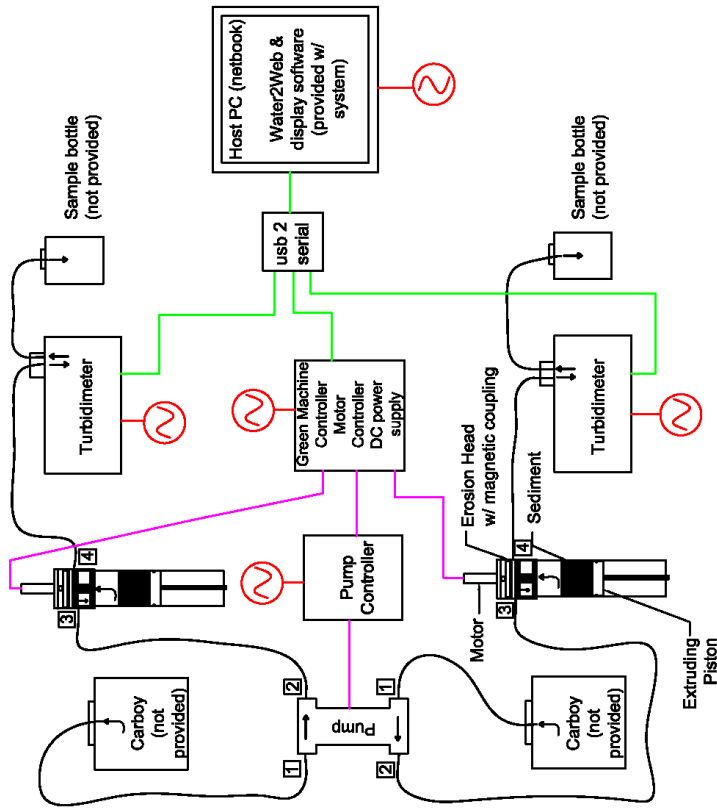 Sample bottle
(not provided)
Host PC (netbook)
Water2Web &
display software
(provided w/
system)
usb 2
serial
Sample bottle
(not provided)
Turbidimeter
Green Machine
Controller
Motor
Controller
DC power
supply
Turbidimeter
4
3
Pump
Controller
Erosion Head
w/ magnetic coupling
Sediment
4
3
Motor
Extruding
Piston
Carboy
(not
provided)
2
1
Pump
1
2
Carboy
(not
provided)